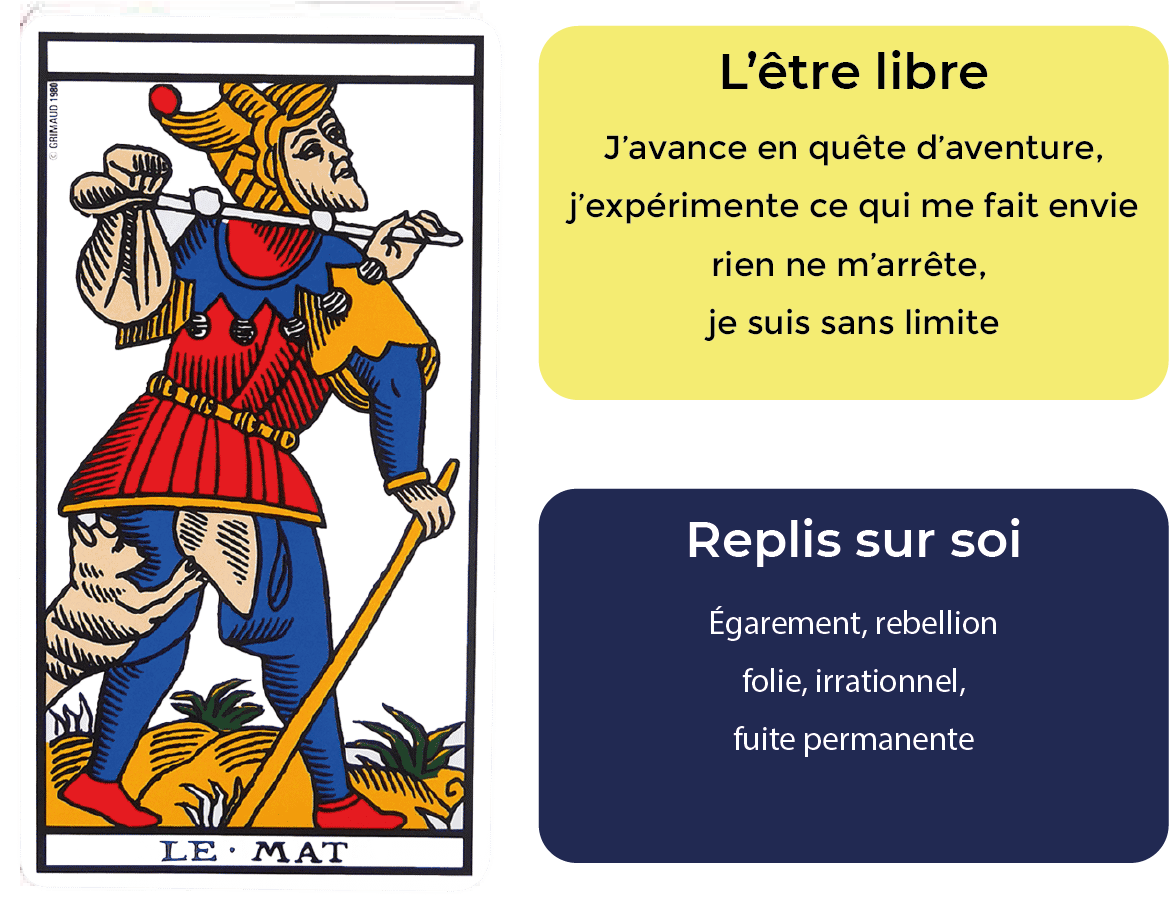 © GRIMAUD 1980
LE · MAT
L’être libre
J’avance en quête d’aventure,
j’expérimente ce qui me fait envie
rien ne m’arrête,
je suis sans limite
Replis sur soi
Égarement, rebellion
folie, irrationnel,
fuite permanente